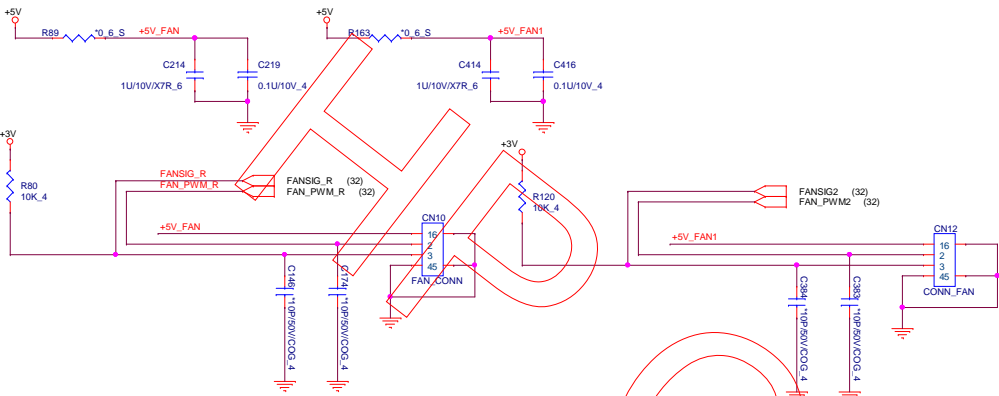 +5V
R89
*0_6_S
+5V_FAN
C214
1U/10V/X7R_6
C219
0.1U/10V_4
+5V
R163
*0_6_S
+5V_FAN1
C414
1U/10V/X7R_6
C416
0.1U/10V_4
+3V
R80
10K_4
FANSIG_R
FAN_PWM_R
FANSIG_R (32)
FAN_PWM_R (32)
+5V_FAN
CN10
16
2
3
45
FAN_CONN
C146
*10P/50V/COG_4
C174
*10P/50V/COG_4
+3V
R120
10K_4
FANSIG2 (32)
FAN_PWM2 (32)
+5V_FAN1
CN12
16
2
3
45
CONN_FAN
C384
*10P/50V/COG_4
C383
*10P/50V/COG_4